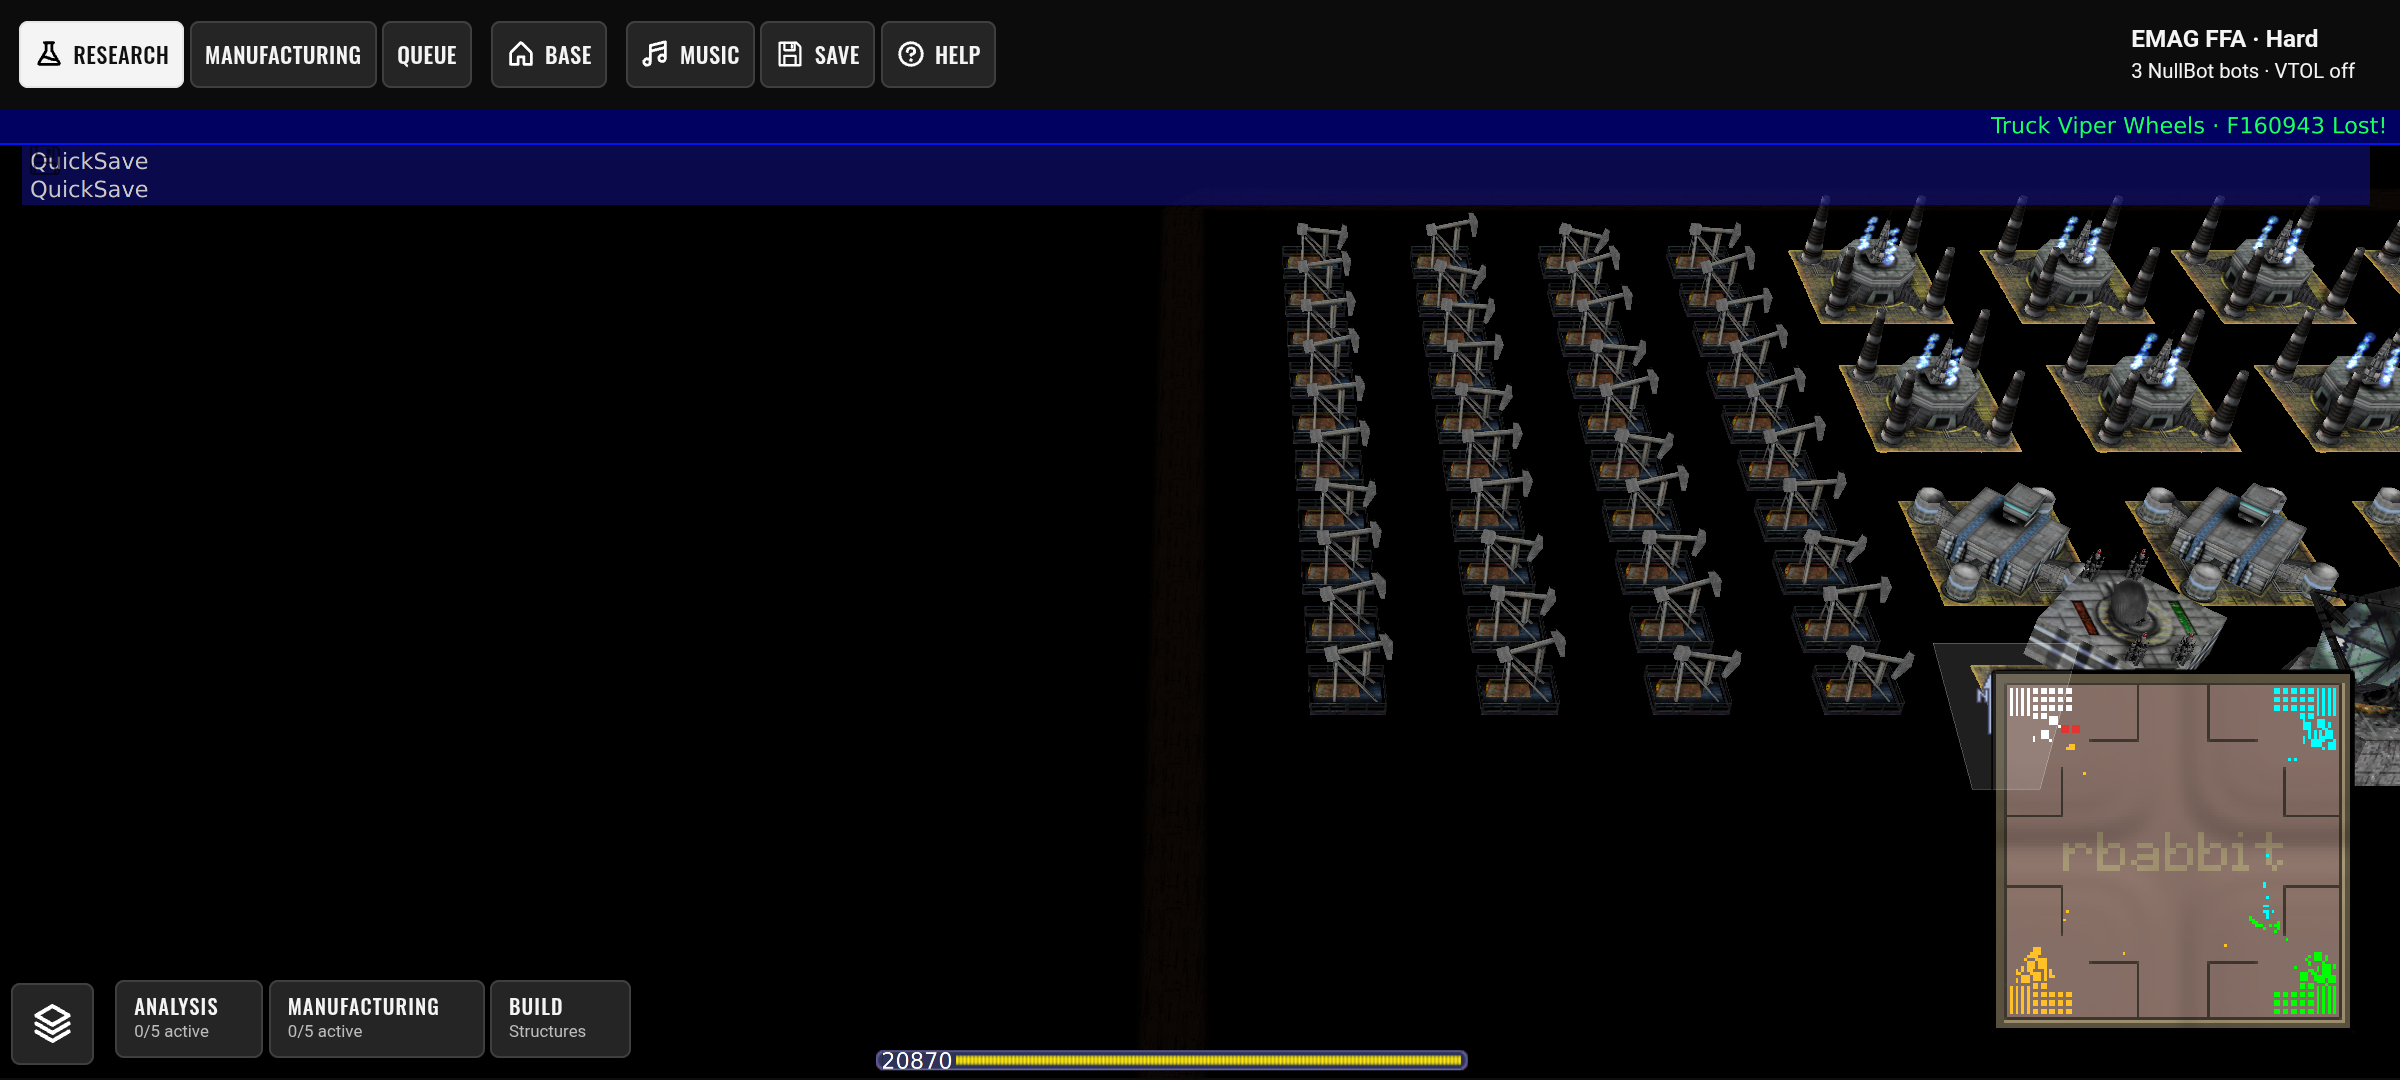 RESEARCH
MANUFACTURING
QUEUE
BASE
MUSIC
SAVE
HELP
EMAG FFA · Hard
3 NullBot bots · VTOL off
Truck Viper Wheels · F160943 Lost!
QuickSave
QuickSave
N
rbabbit
ANALYSIS
0/5 active
MANUFACTURING
0/5 active
BUILD
Structures
20870